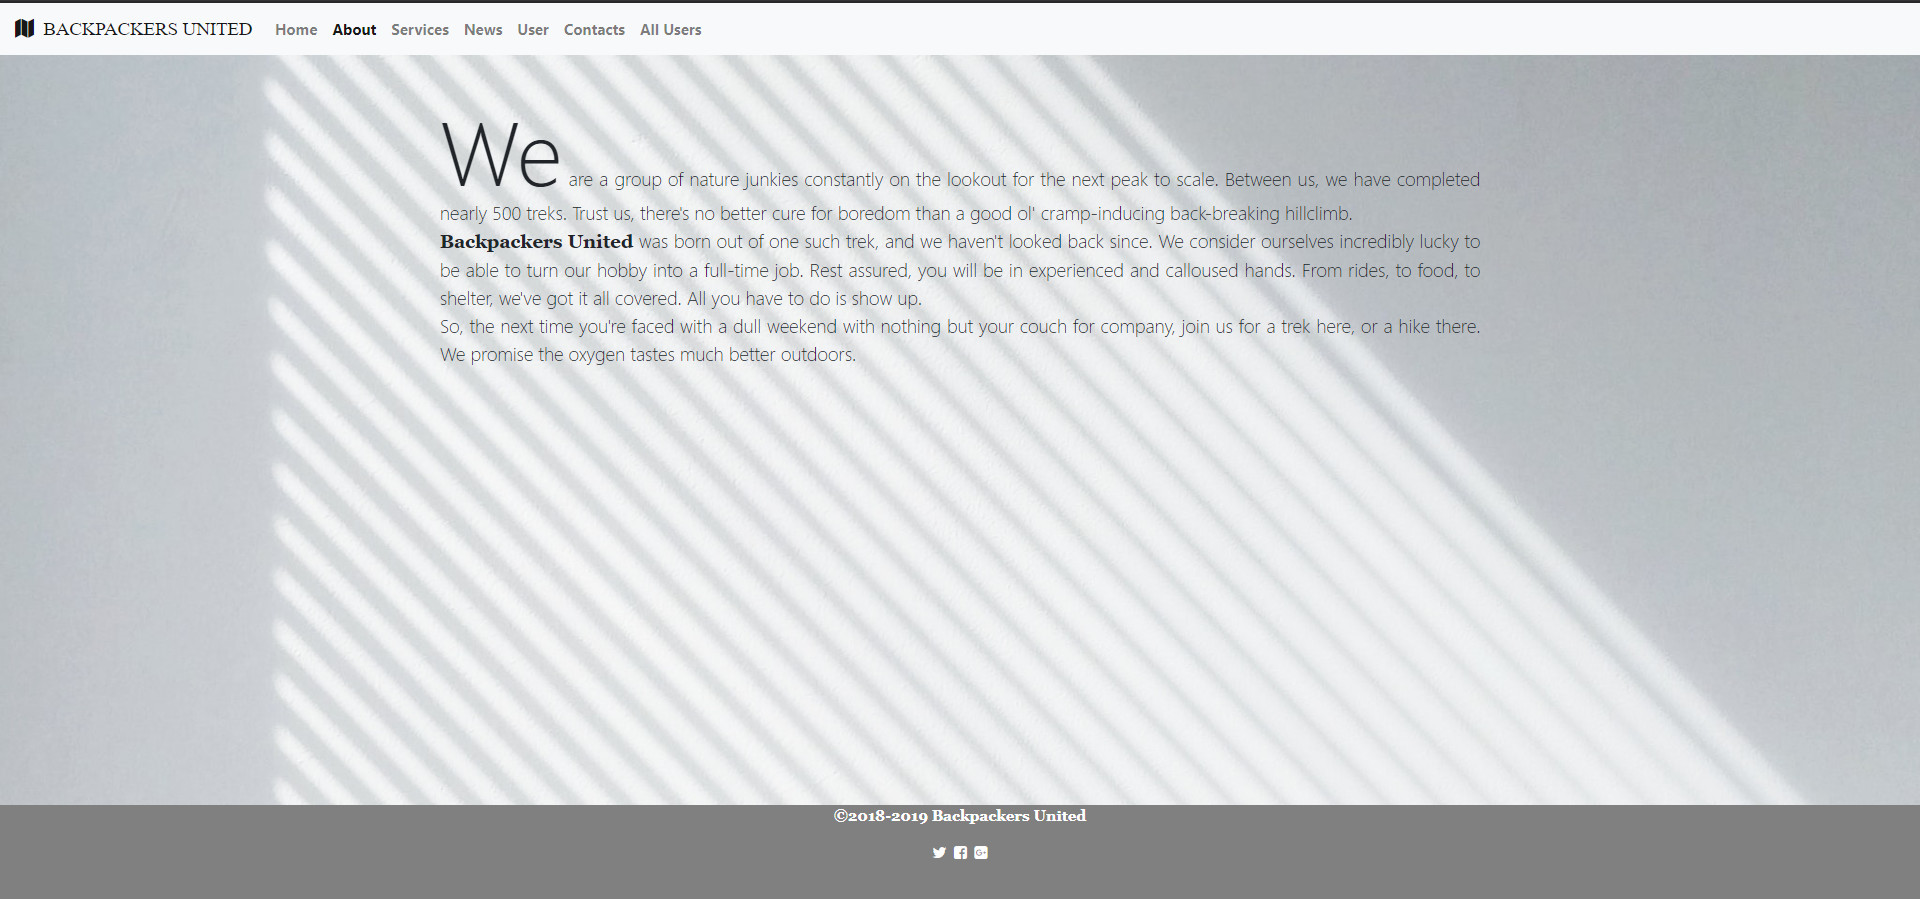 BACKPACKERS UNITED Home About Services News User Contacts All Users
We are a group of nature junkies constantly on the lookout for the next peak to scale. Between us, we have completed
nearly 500 treks. Trust us, there's no better cure for boredom than a good ol' cramp-inducing back-breaking hillclimb.
Backpackers United was born out of one such trek, and we haven't looked back since. We consider ourselves incredibly lucky to
be able to turn our hobby into a full-time job. Rest assured, you will be in experienced and calloused hands. From rides, to food, to
shelter, we've got it all covered. All you have to do is show up.
So, the next time you're faced with a dull weekend with nothing but your couch for company, join us for a trek here, or a hike there.
We promise the oxygen tastes much better outdoors.
©2018-2019 Backpackers United